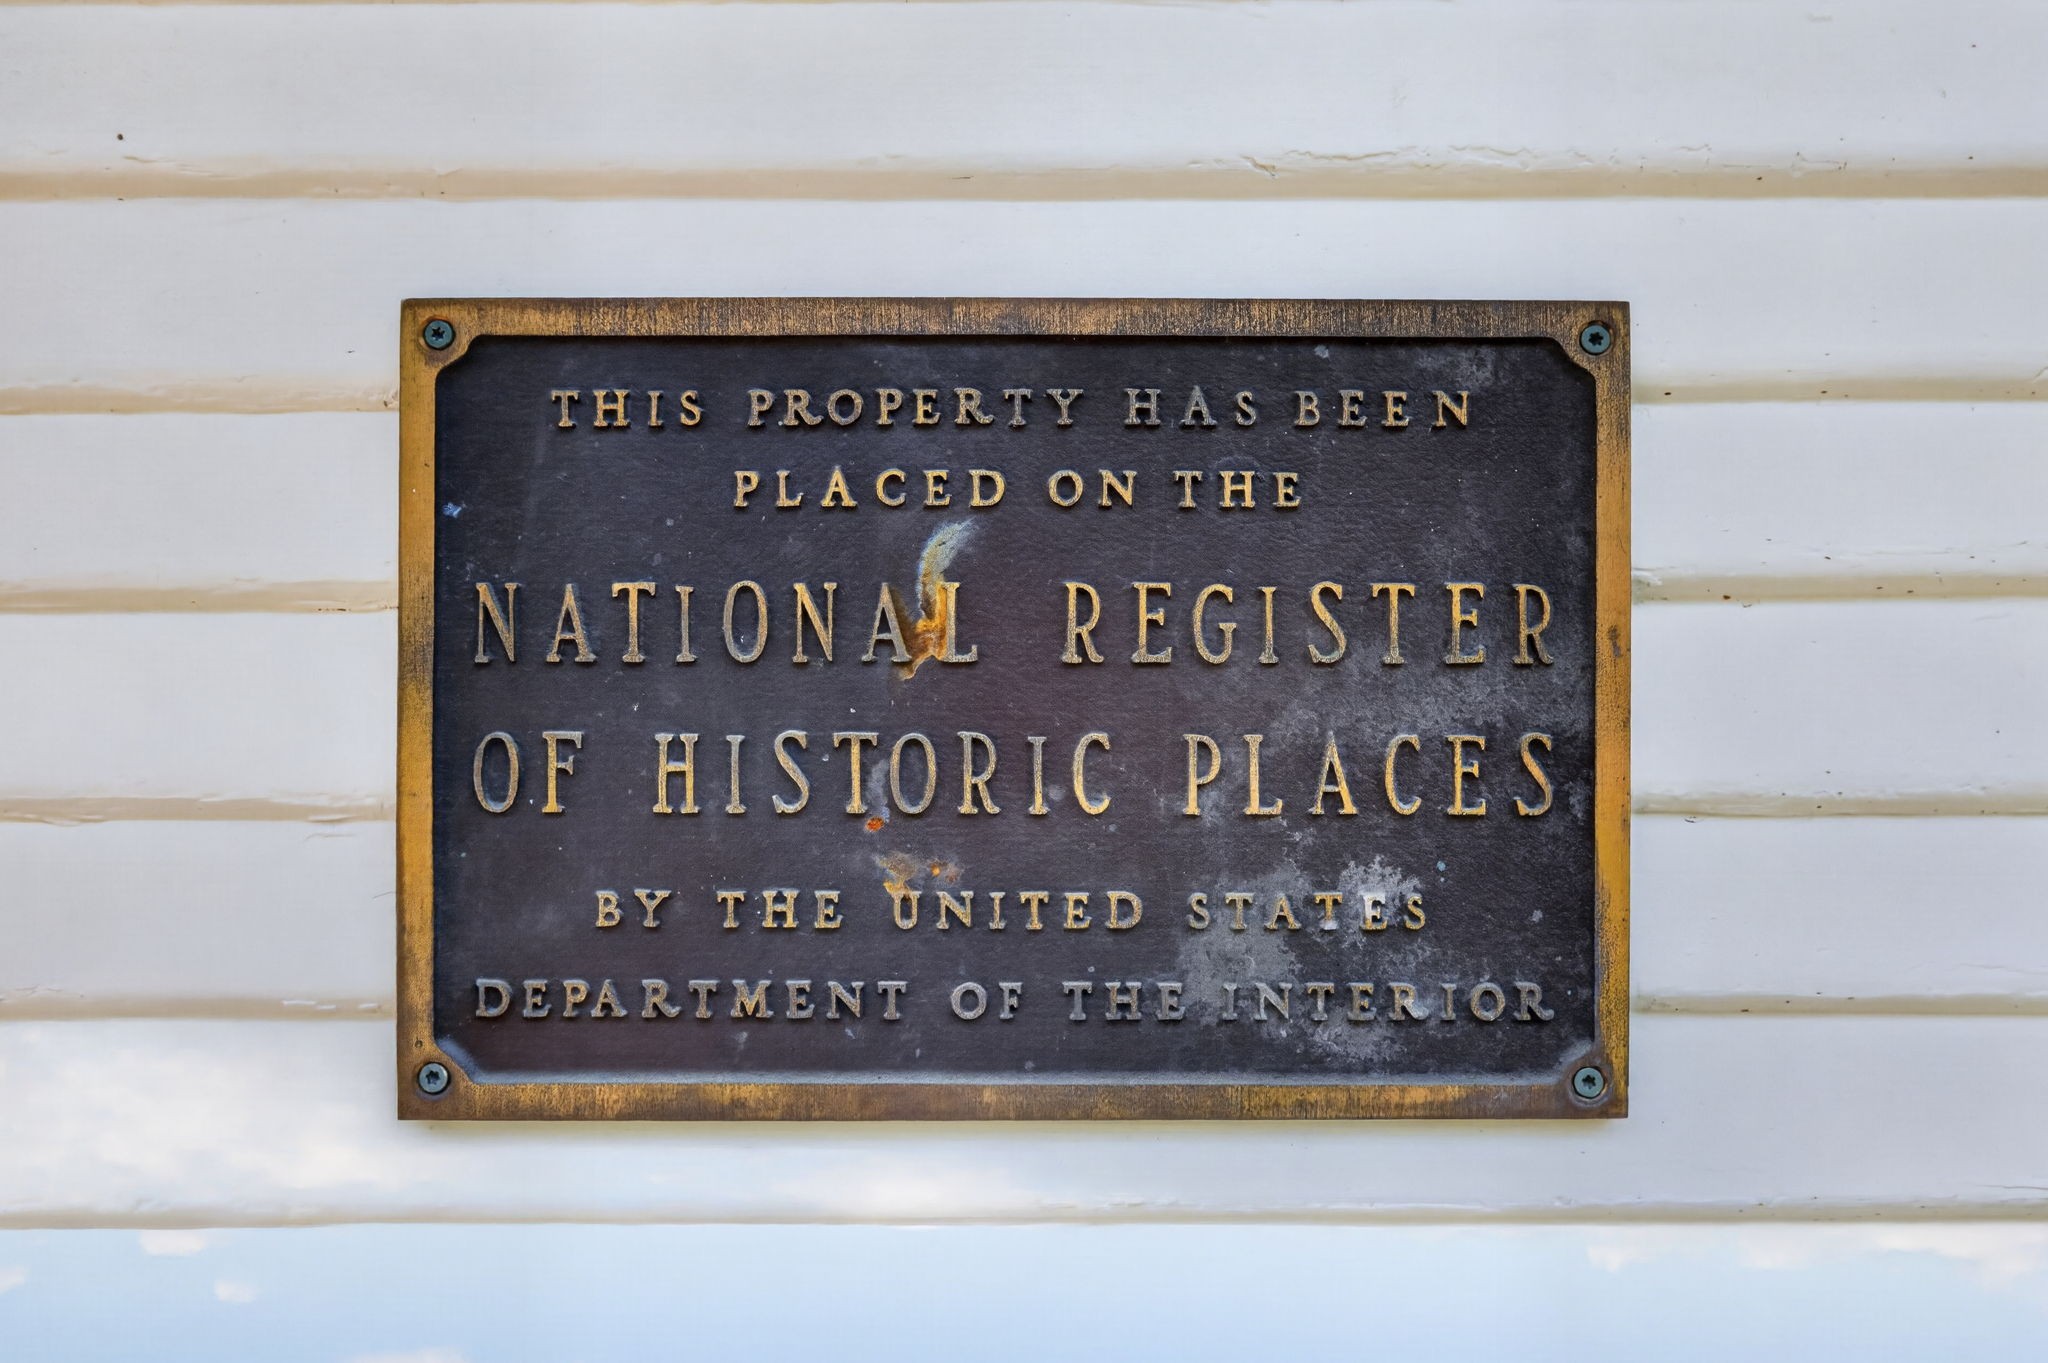 THIS PROPERTY HAS BEEN
PLACED ON THE
NATIONAL REGISTER
OF HISTORIC PLACES
BY THE UNITED STATES
DEPARTMENT OF THE INTERIOR